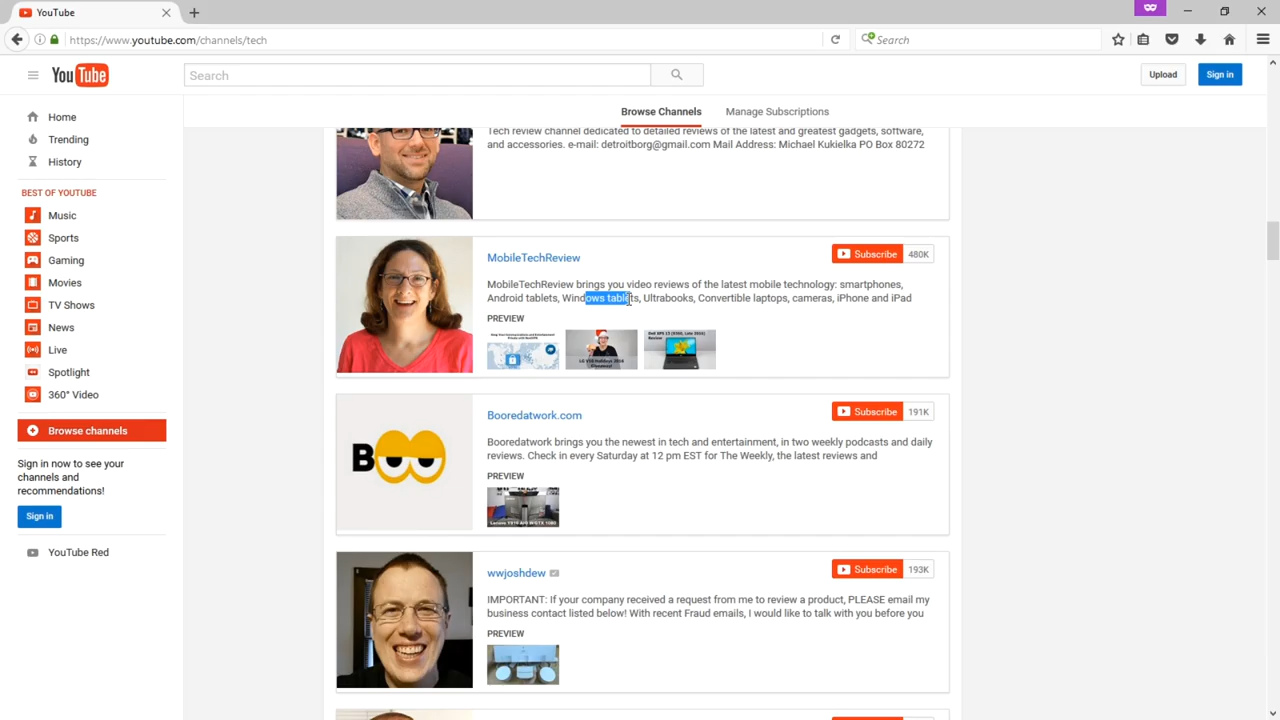 YouTube
https://www.youtube.com/channels/tech
Search
YouTube
Search
Upload
Sign in
Browse Channels
Manage Subscriptions
Home
Trending
History
BEST OF YOUTUBE
Music
Sports
Gaming
Movies
TV Shows
News
Live
Spotlight
360° Video
Browse channels
Sign in now to see your
channels and
recommendations!
Sign in
YouTube Red
Tech review channel dedicated to detailed reviews of the latest and greatest gadgets, software,
and accessories. e-mail: detroitborg@gmail.com Mail Address: Michael Kukielka PO Box 80272
MobileTechReview
Subscribe 480K
MobileTechReview brings you video reviews of the latest mobile technology: smartphones,
Android tablets, Windows tablets, Ultrabooks, Convertible laptops, cameras, iPhone and iPad
PREVIEW
Booredatwork.com
Subscribe 191K
Booredatwork brings you the newest in tech and entertainment, in two weekly podcasts and daily
reviews. Check in every Saturday at 12 pm EST for The Weekly, the latest reviews and
PREVIEW
B
wwjoshdew
Subscribe 193K
IMPORTANT: If your company received a request from me to review a product, PLEASE email my
business contact listed below! With recent Fraud emails, I would like to talk with you before you
PREVIEW